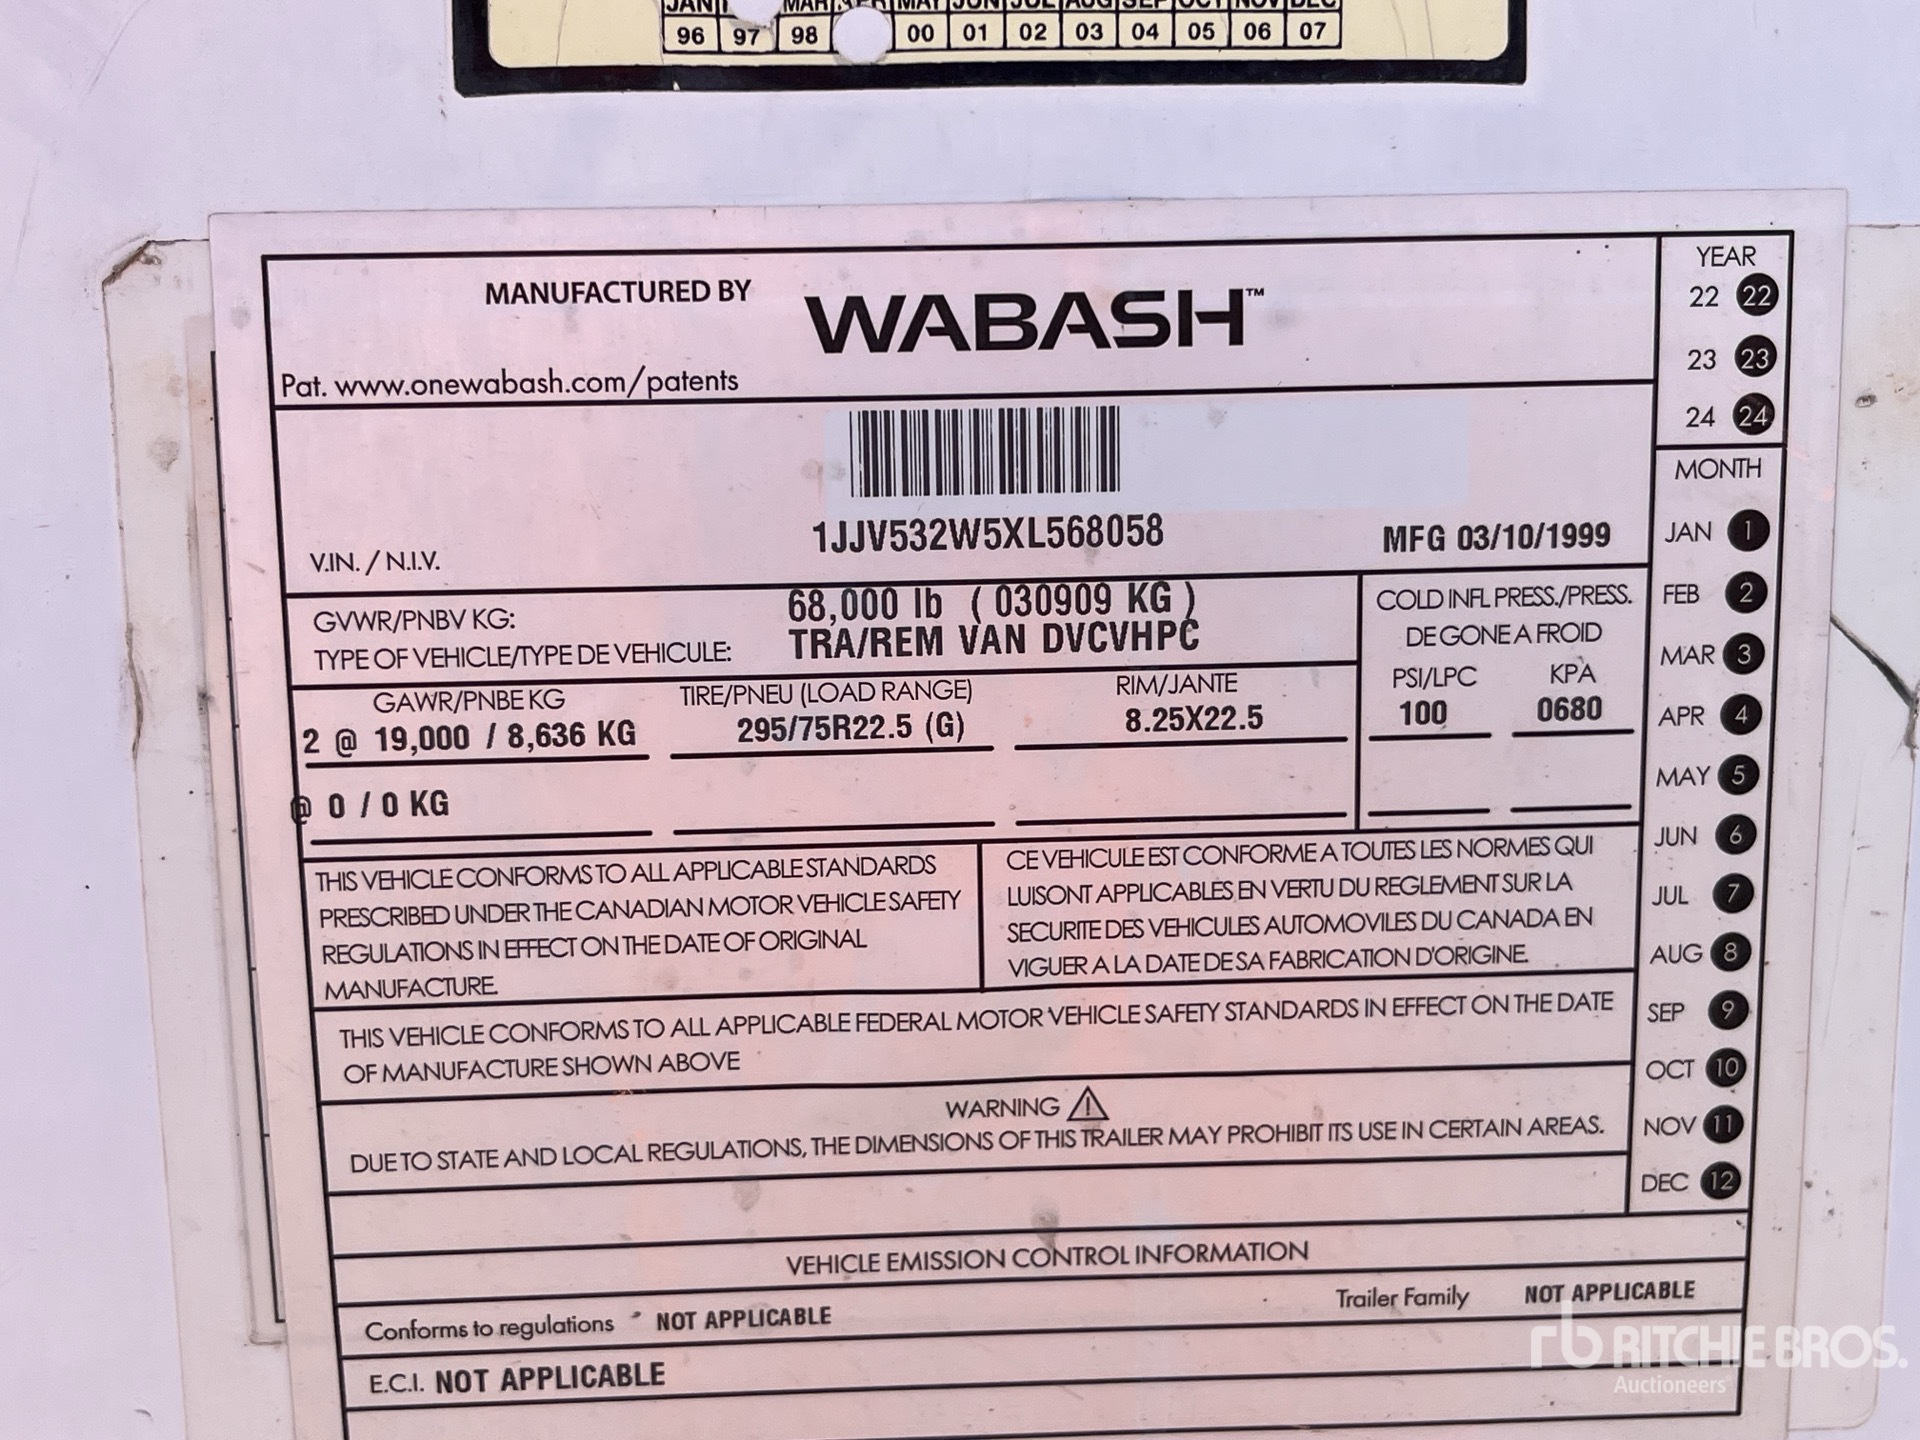 JAN MAR MAY JUN JUL AUG SEP OCT NOV DEC
96 97 98 00 01 02 03 04 05 06 07
MANUFACTURED BY WABASH™
Pat. www.onewabash.com/patents
1JJV532W5XL568058
V.IN. / N.I.V.
MFG 03/10/1999
GVWR/PNBV KG: 68,000 lb ( 030909 KG )
TYPE OF VEHICLE/TYPE DE VEHICULE: TRA/REM VAN DVCVHPC
COLD INFL PRESS./PRESS.
DE GONE A FROID
GAWR/PNBE KG TIRE/PNEU (LOAD RANGE) RIM/JANTE PSI/LPC KPA
2 @ 19,000 / 8,636 KG 295/75R22.5 (G) 8.25X22.5 100 0680
@ 0 / 0 KG
THIS VEHICLE CONFORMS TO ALL APPLICABLE STANDARDS
PRESCRIBED UNDER THE CANADIAN MOTOR VEHICLE SAFETY
REGULATIONS IN EFFECT ON THE DATE OF ORIGINAL
MANUFACTURE.
CE VEHICULE EST CONFORME A TOUTES LES NORMES QUI
LUISONT APPLICABLES EN VERTU DU REGLEMENT SUR LA
SECURITE DES VEHICULES AUTOMOVILES DU CANADA EN
VIGUER A LA DATE DE SA FABRICATION D'ORIGINE.
THIS VEHICLE CONFORMS TO ALL APPLICABLE FEDERAL MOTOR VEHICLE SAFETY STANDARDS IN EFFECT ON THE DATE
OF MANUFACTURE SHOWN ABOVE
WARNING
DUE TO STATE AND LOCAL REGULATIONS, THE DIMENSIONS OF THIS TRAILER MAY PROHIBIT ITS USE IN CERTAIN AREAS.
VEHICLE EMISSION CONTROL INFORMATION
Conforms to regulations NOT APPLICABLE
Trailer Family NOT APPLICABLE
E.C.I. NOT APPLICABLE
YEAR
22 22
23 23
24 24
MONTH
JAN 1
FEB 2
MAR 3
APR 4
MAY 5
JUN 6
JUL 7
AUG 8
SEP 9
OCT 10
NOV 11
DEC 12
rb RITCHIE BROS.
Auctioneers